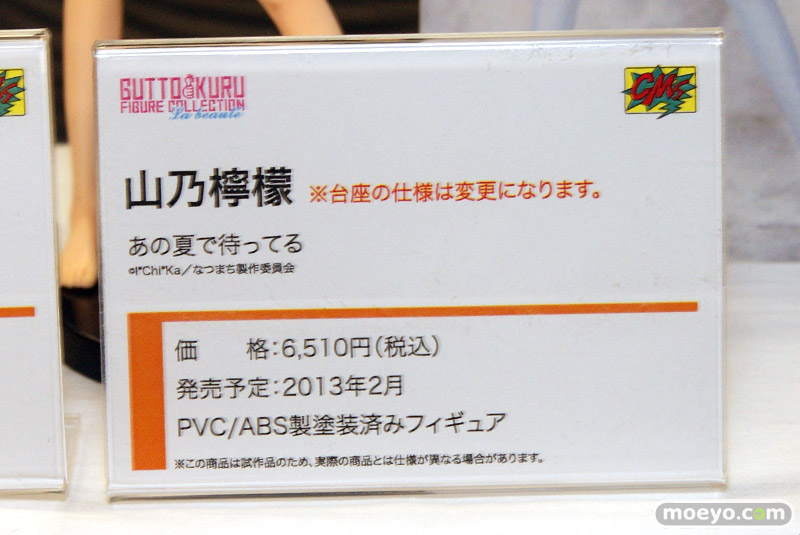 GUTTO KURU
FIGURE COLLECTION
La beauté
CMs
山乃檸檬 ※台座の仕様は変更になります。
あの夏で待ってる
©I*Chi*Ka／なつまち製作委員会
価　　格：6,510円（税込）
発売予定：2013年2月
PVC/ABS製塗装済みフィギュア
※この商品は試作品のため、実際の商品とは仕様が異なる場合があります。
moeyo.com